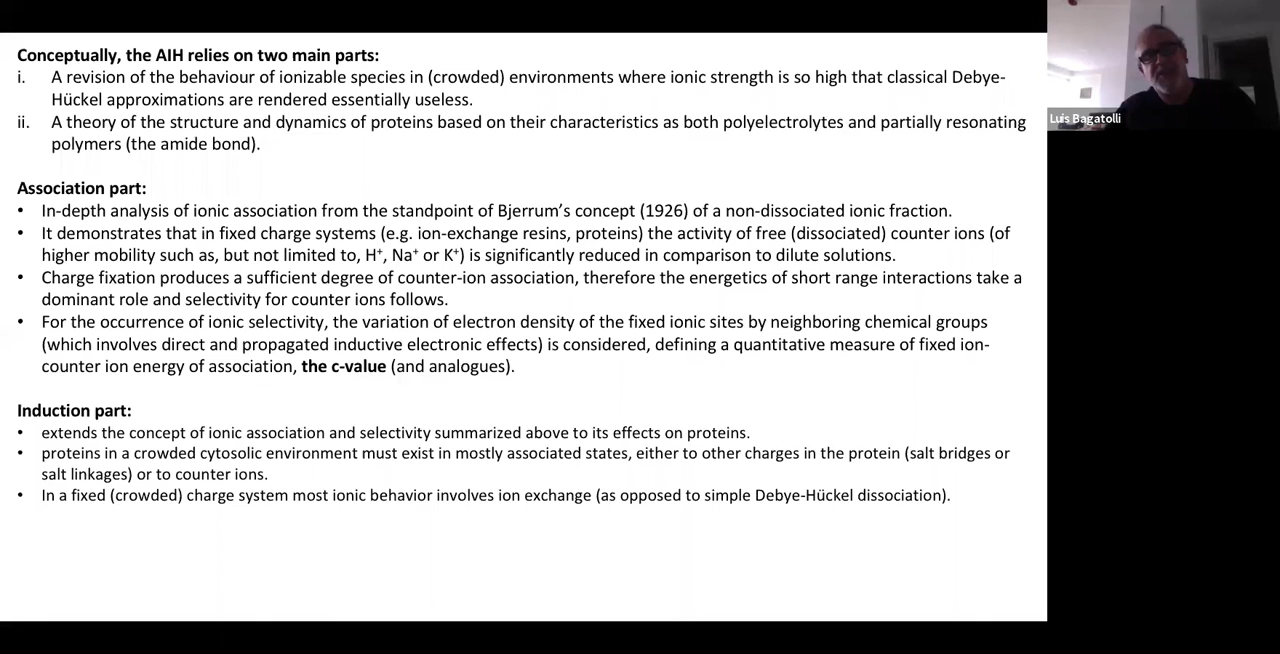 Conceptually, the AIH relies on two main parts:
i. A revision of the behaviour of ionizable species in (crowded) environments where ionic strength is so high that classical Debye-
Hückel approximations are rendered essentially useless.
ii. A theory of the structure and dynamics of proteins based on their characteristics as both polyelectrolytes and partially resonating
polymers (the amide bond).
Association part:
• In-depth analysis of ionic association from the standpoint of Bjerrum’s concept (1926) of a non-dissociated ionic fraction.
• It demonstrates that in fixed charge systems (e.g. ion-exchange resins, proteins) the activity of free (dissociated) counter ions (of
higher mobility such as, but not limited to, H⁺, Na⁺ or K⁺) is significantly reduced in comparison to dilute solutions.
• Charge fixation produces a sufficient degree of counter-ion association, therefore the energetics of short range interactions take a
dominant role and selectivity for counter ions follows.
• For the occurrence of ionic selectivity, the variation of electron density of the fixed ionic sites by neighboring chemical groups
(which involves direct and propagated inductive electronic effects) is considered, defining a quantitative measure of fixed ion-
counter ion energy of association, the c-value (and analogues).
Induction part:
• extends the concept of ionic association and selectivity summarized above to its effects on proteins.
• proteins in a crowded cytosolic environment must exist in mostly associated states, either to other charges in the protein (salt bridges or
salt linkages) or to counter ions.
• In a fixed (crowded) charge system most ionic behavior involves ion exchange (as opposed to simple Debye-Hückel dissociation).
Luis Bagatolli